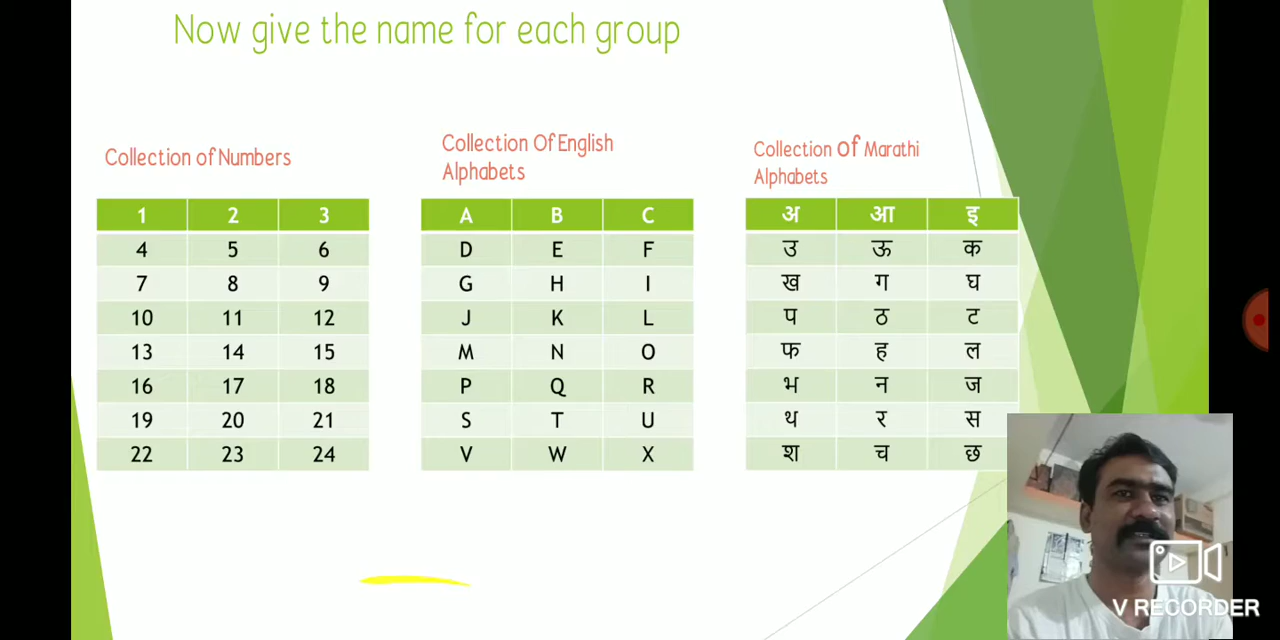 Now give the name for each group
Collection of Numbers
1 2 3
4 5 6
7 8 9
10 11 12
13 14 15
16 17 18
19 20 21
22 23 24
Collection Of English
Alphabets
A B C
D E F
G H I
J K L
M N O
P Q R
S T U
V W X
Collection of Marathi
Alphabets
अ आ इ
उ ऊ क
ख ग घ
प ठ ट
फ ह ल
भ न ज
थ र स
श च छ
V RECORDER